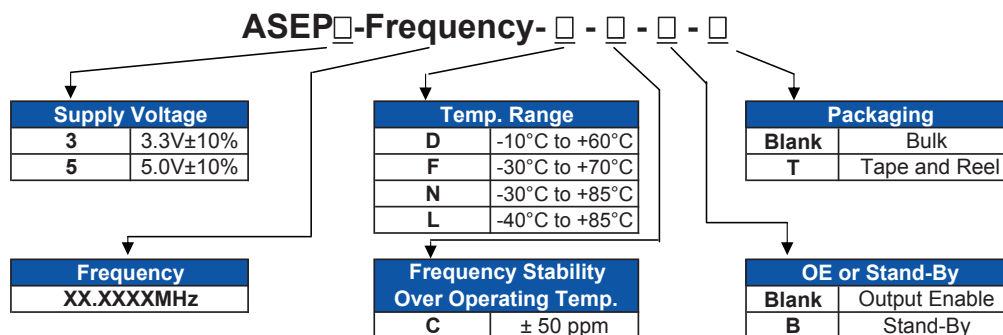 ASEP□-Frequency- □ - □ - □ - □
Supply Voltage
3 3.3V±10%
5 5.0V±10%
Temp. Range
D -10°C to +60°C
F -30°C to +70°C
N -30°C to +85°C
L -40°C to +85°C
Packaging
Blank Bulk
T Tape and Reel
Frequency
XX.XXXXMHz
Frequency Stability
Over Operating Temp.
C ± 50 ppm
OE or Stand-By
Blank Output Enable
B Stand-By